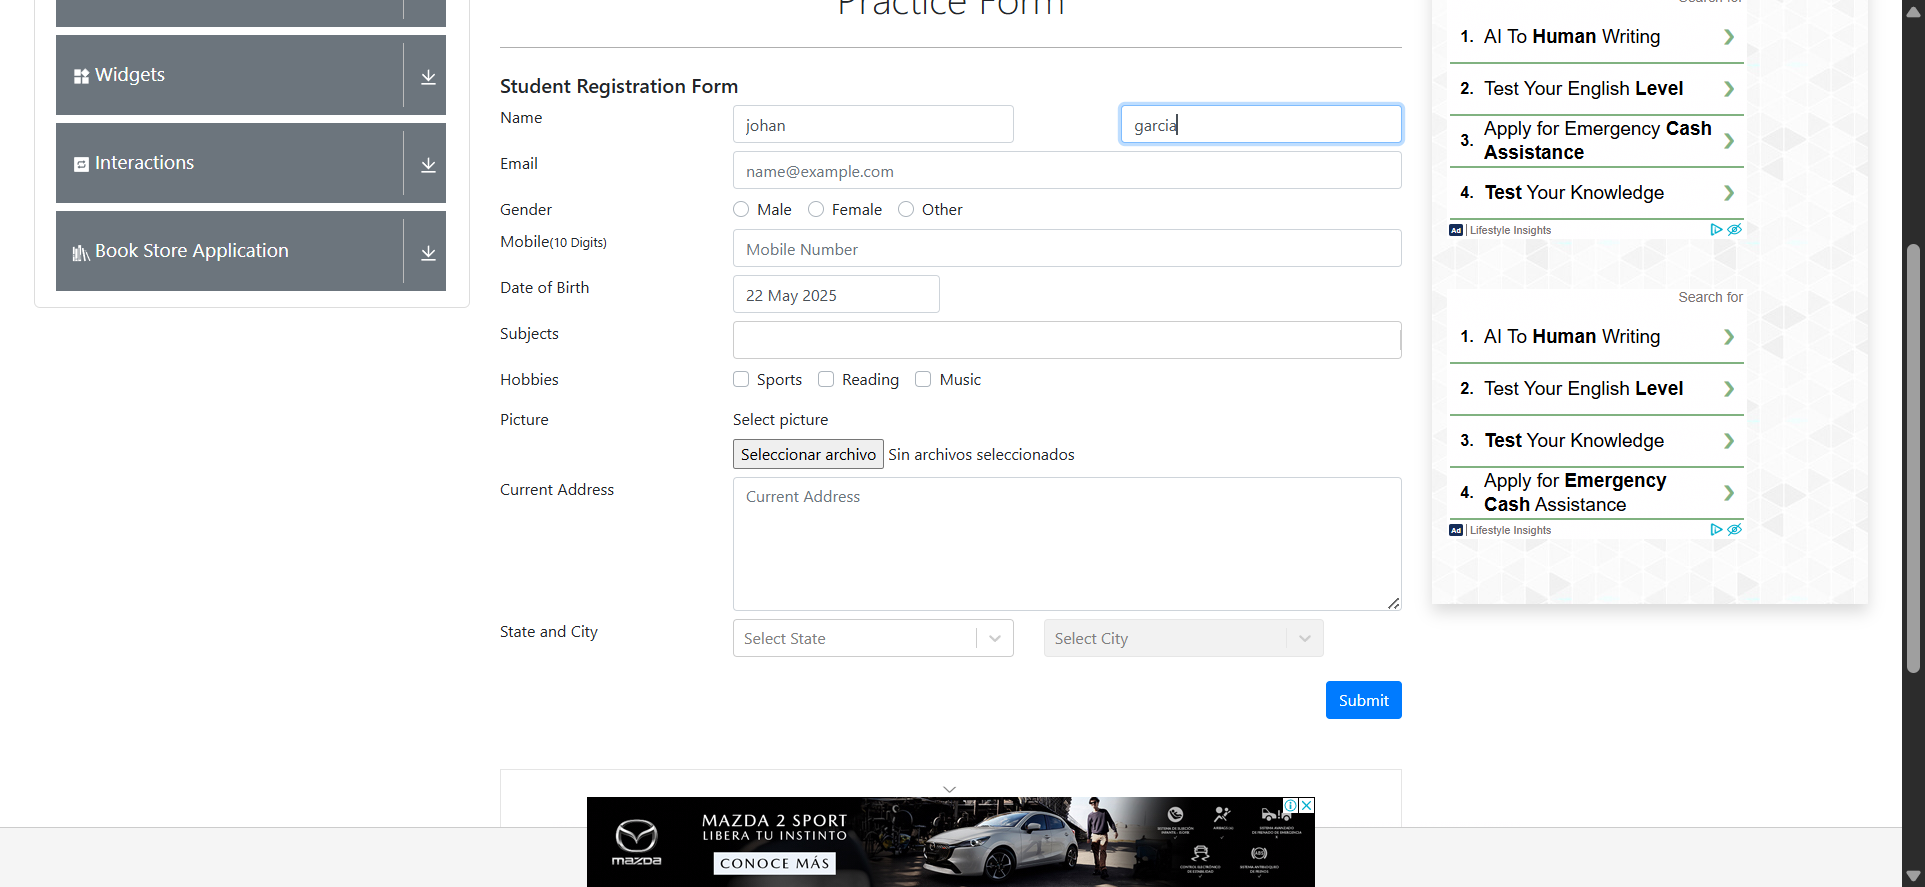 Widgets
Interactions
Book Store Application
Practice Form
Student Registration Form
Name
johan
garcia
Email
name@example.com
Gender
Male Female Other
Mobile(10 Digits)
Mobile Number
Date of Birth
22 May 2025
Subjects
Hobbies
Sports Reading Music
Picture
Select picture
Seleccionar archivo Sin archivos seleccionados
Current Address
Current Address
State and City
Select State
Select City
Submit
Search for
1. AI To Human Writing
2. Test Your English Level
3. Apply for Emergency Cash
Assistance
4. Test Your Knowledge
Ad | Lifestyle Insights
Search for
1. AI To Human Writing
2. Test Your English Level
3. Test Your Knowledge
4. Apply for Emergency
Cash Assistance
Ad | Lifestyle Insights
mazda
MAZDA 2 SPORT
LIBERA TU INSTINTO
CONOCE MÁS